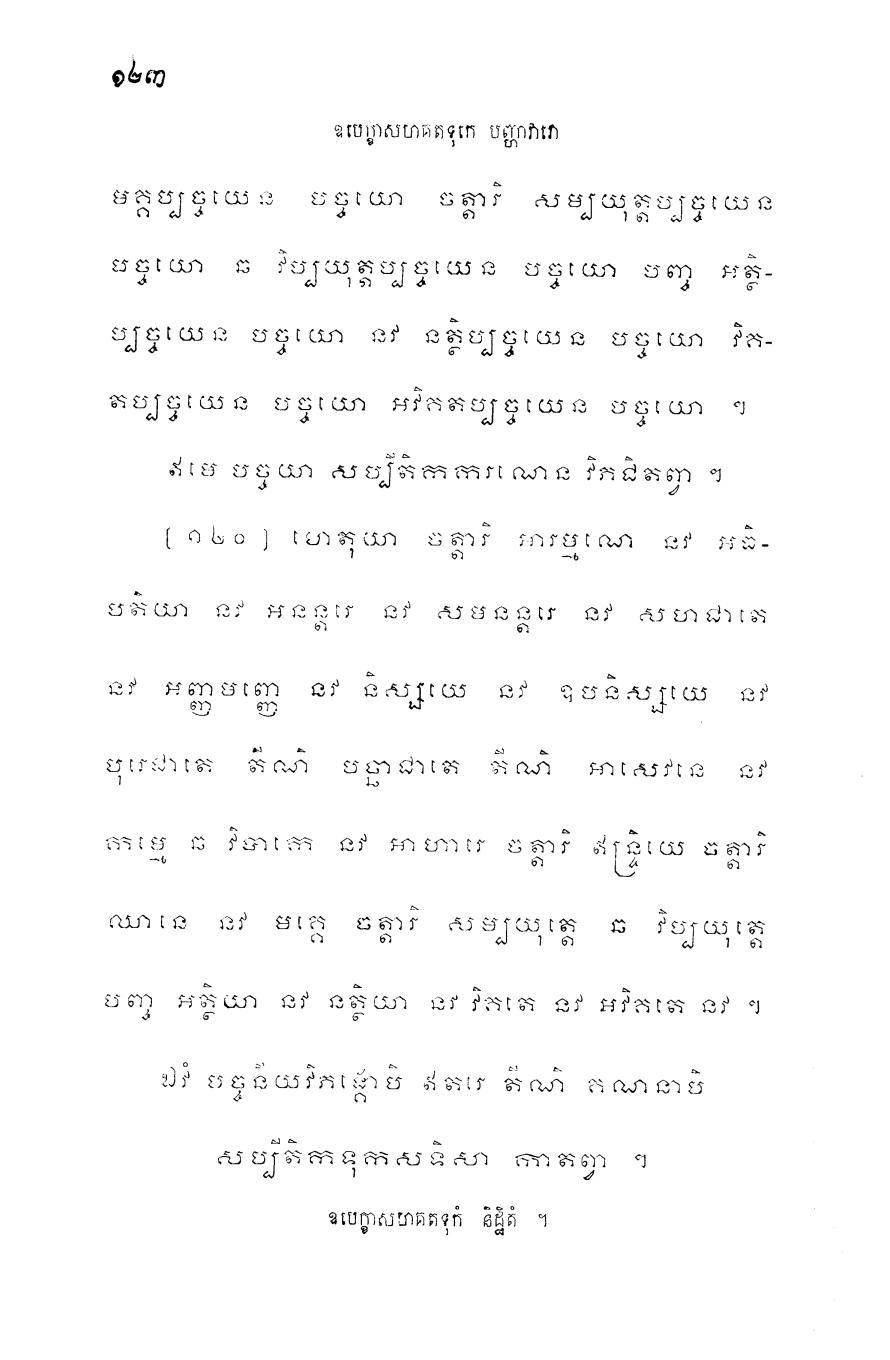 ១២៣
ឧបេក្ខាសហគតទុកេ បញ្ហាវារោ
មគ្គប្បច្ចយេន បច្ចយោ ចត្តារិ សម្បយុត្តប្បច្ចយេន
បច្ចយោ ឆ វិប្បយុត្តប្បច្ចយេន បច្ចយោ បញ្ច អត្ថិ-
ប្បច្ចយេន បច្ចយោ នវ នត្ថិប្បច្ចយេន បច្ចយោ វិគ-
តប្បច្ចយេន បច្ចយោ អវិគតប្បច្ចយេន បច្ចយោ ។
ឥមេ បច្ចយា សប្បីតិកការណេន វិភជិតព្វា ។
[ ១២០ ] ហេតុយា ចត្តារិ អារម្មណេ នវ អធិ-
បតិយា នវ អនន្តរេ នវ សមនន្តរេ នវ សហជាតេ
នវ អញ្ញមញ្ញេ នវ និស្សយេ នវ ឧបនិស្សយេ នវ
បុរេជាតេ តីណិ បច្ឆាជាតេ តីណិ អាសេវនេ នវ
កម្មេ ឆ វិបាកេ នវ អាហារេ ចត្តារិ ឥន្ទ្រិយេ ចត្តារិ
ឈានេ នវ មគ្គេ ចត្តារិ សម្បយុត្តេ ឆ វិប្បយុត្តេ
បញ្ច អត្ថិយា នវ នត្ថិយា នវ វិគតេ នវ អវិគតេ នវ ។
ឯវំ បច្ចនីយវិភង្គោបិ ឥតរេ តីណិ គណនាបិ
សប្បីតិកទុកសទិសា កាតព្វា ។
ឧបេក្ខាសហគតទុកំ និដ្ឋិតំ ។